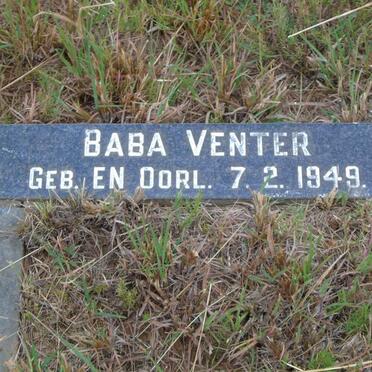 BABA VENTER
GEB. EN OORL. 7. 2. 1949.